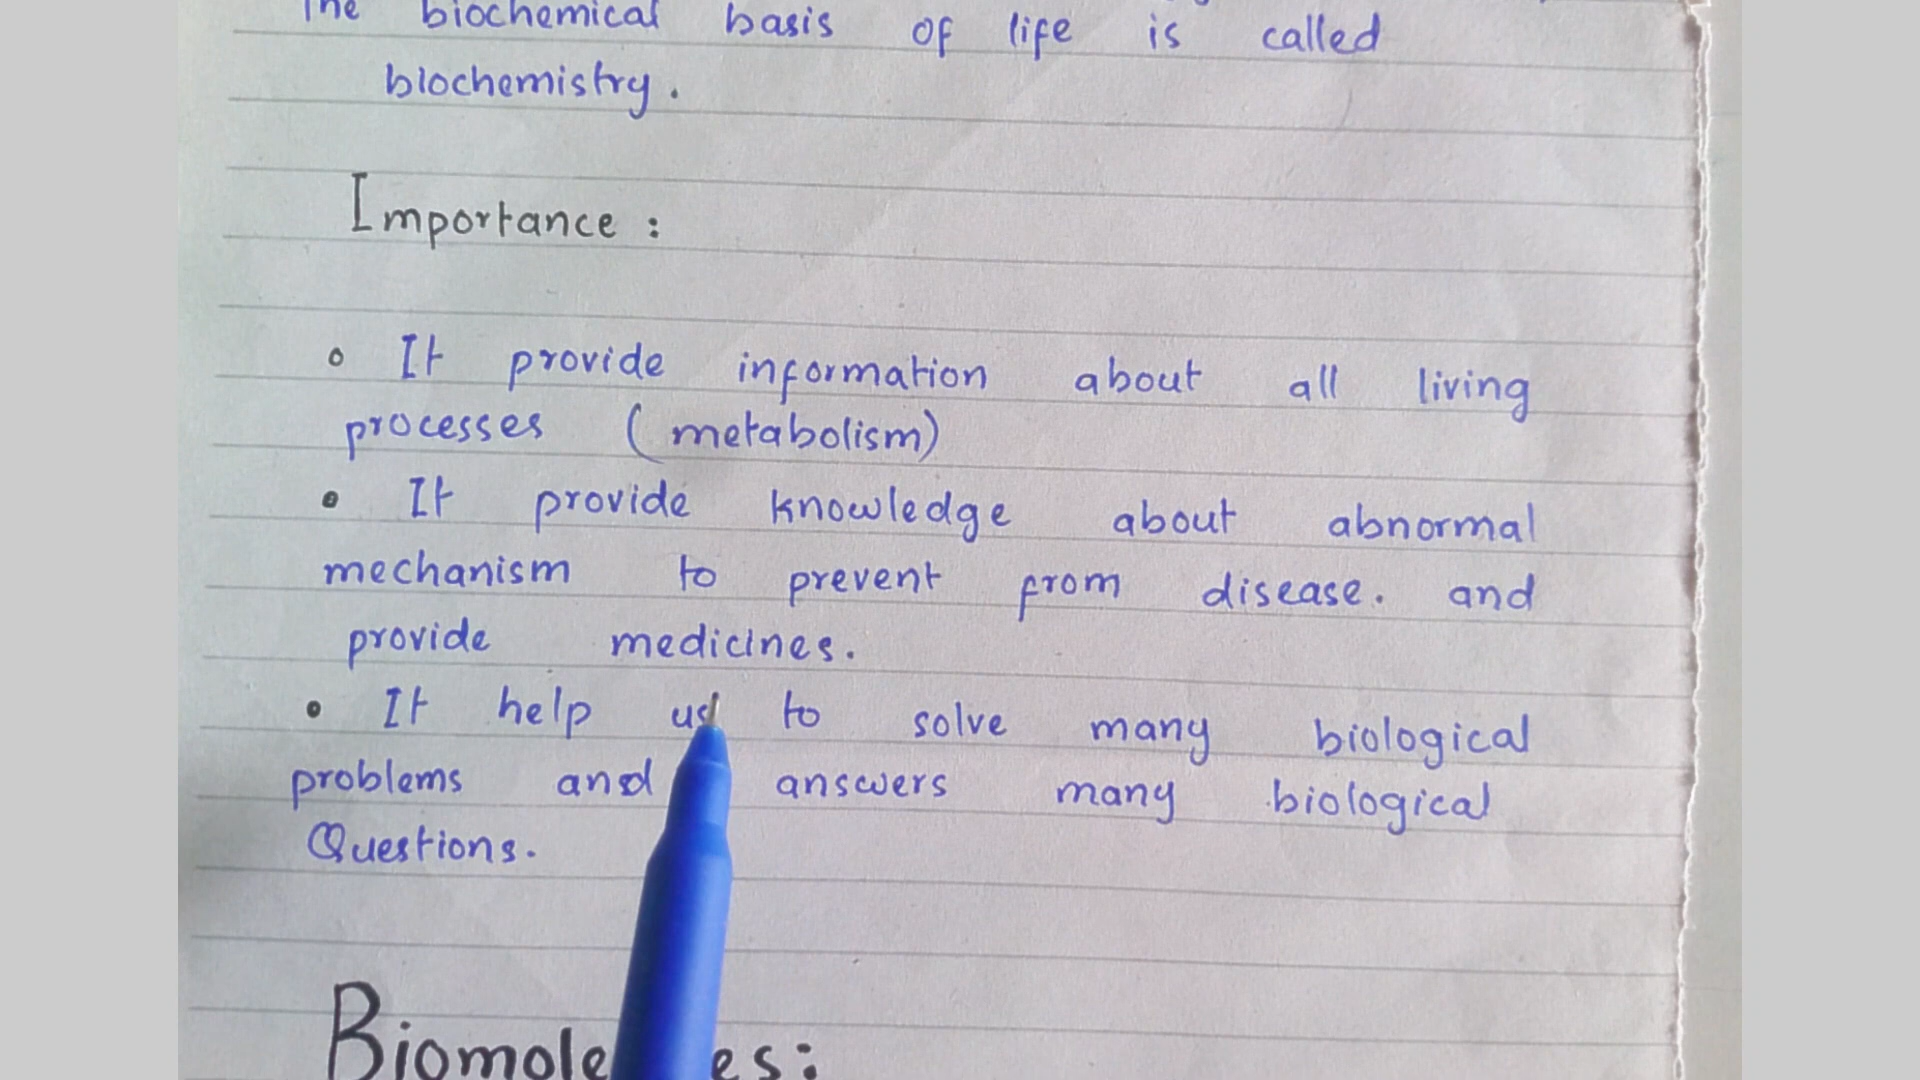 The biochemical basis of life is called
biochemistry.
Importance :
• It provide information about all living
processes (metabolism)
• It provide knowledge about abnormal
mechanism to prevent from disease. and
provide medicines.
• It help us to solve many biological
problems and answers many biological
Questions.